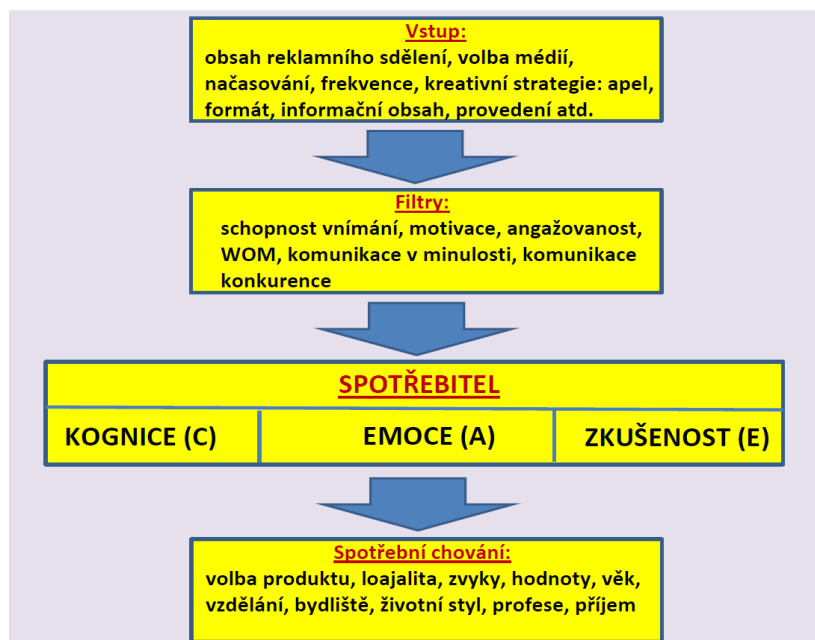 Vstup:
obsah reklamního sdělení, volba médií,
načasování, frekvence, kreativní strategie: apel,
formát, informační obsah, provedení atd.
Filtry:
schopnost vnímání, motivace, angažovanost,
WOM, komunikace v minulosti, komunikace
konkurence
SPOTŘEBITEL
KOGNICE (C)
EMOCE (A)
ZKUŠENOST (E)
Spotřební chování:
volba produktu, loajalita, zvyky, hodnoty, věk,
vzdělání, bydliště, životní styl, profese, příjem